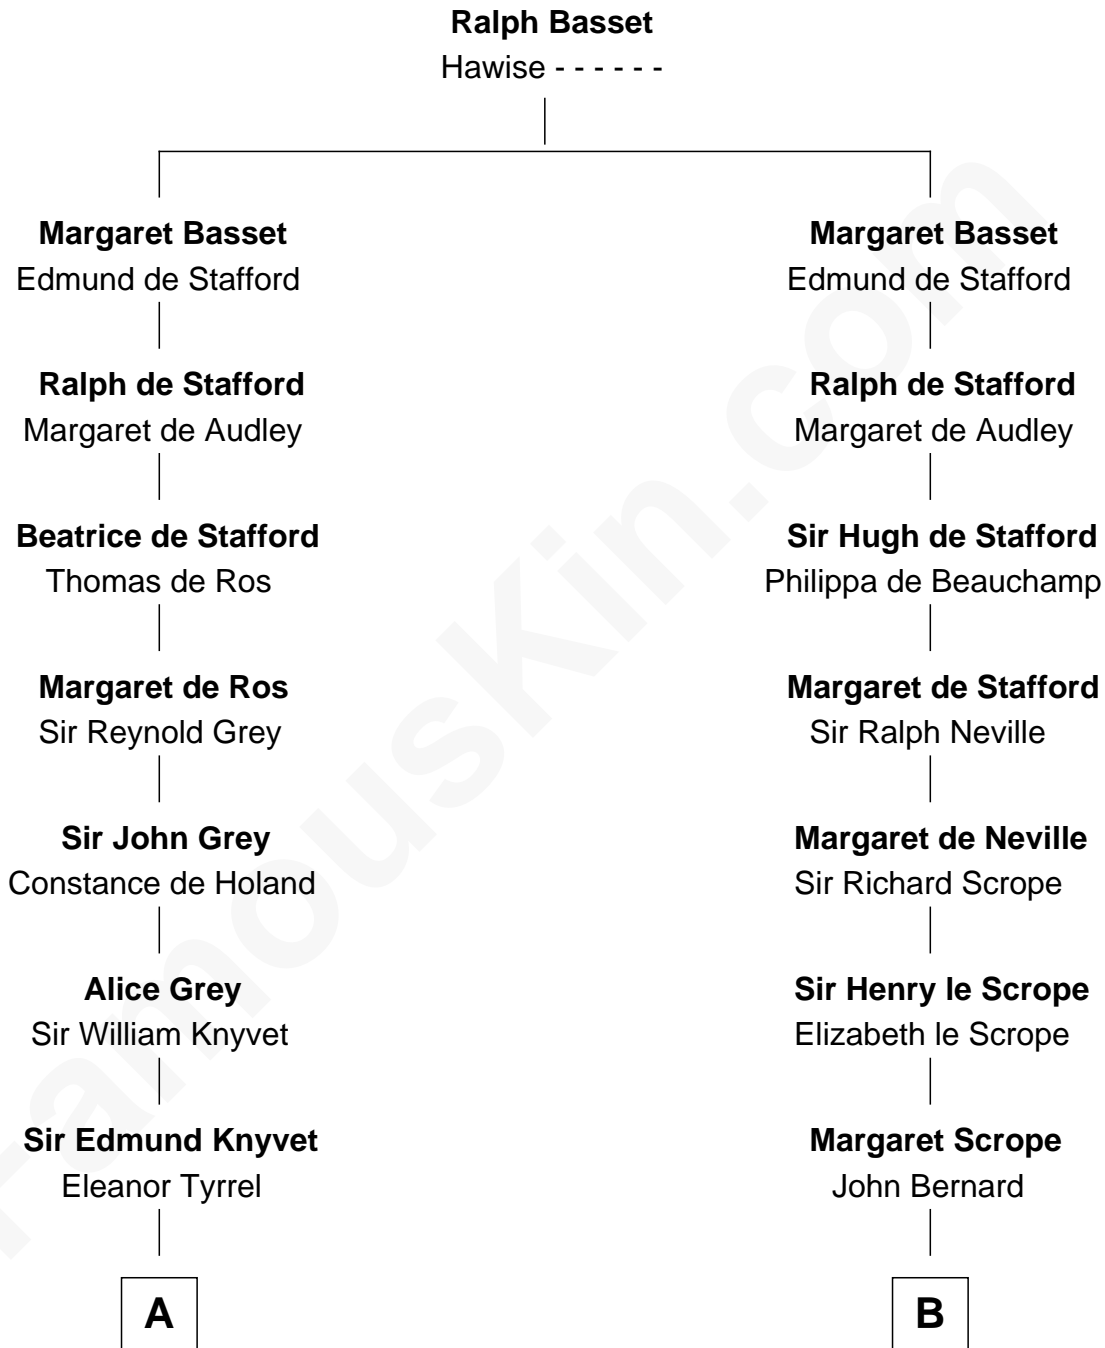 Ralph Basset
Hawise - - - - - -
Margaret Basset
Edmund de Stafford
Ralph de Stafford
Margaret de Audley
Beatrice de Stafford
Thomas de Ros
Margaret de Ros
Sir Reynold Grey
Sir John Grey
Constance de Holand
Alice Grey
Sir William Knyvet
Sir Edmund Knyvet
Eleanor Tyrrel
A
Margaret Basset
Edmund de Stafford
Ralph de Stafford
Margaret de Audley
Sir Hugh de Stafford
Philippa de Beauchamp
Margaret de Stafford
Sir Ralph Neville
Margaret de Neville
Sir Richard Scrope
Sir Henry le Scrope
Elizabeth le Scrope
Margaret Scrope
John Bernard
B
FamousKin.com